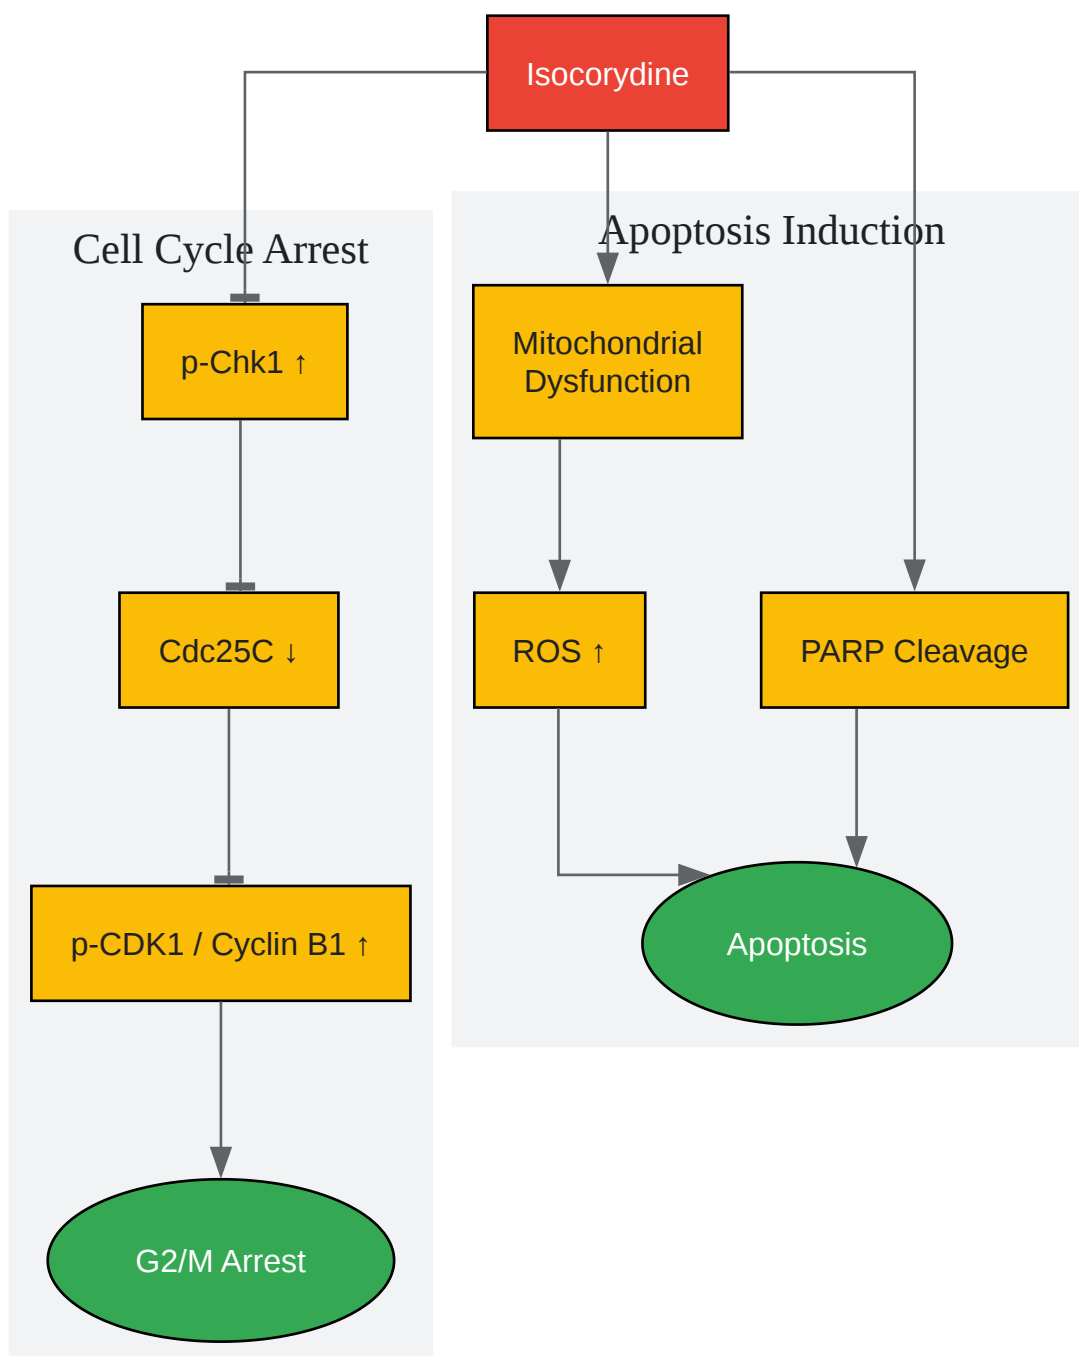 Isocorydine
Cell Cycle Arrest
Apoptosis Induction
p-Chk1 ↑
Mitochondrial
Dysfunction
Cdc25C ↓
ROS ↑
PARP Cleavage
p-CDK1 / Cyclin B1 ↑
Apoptosis
G2/M Arrest